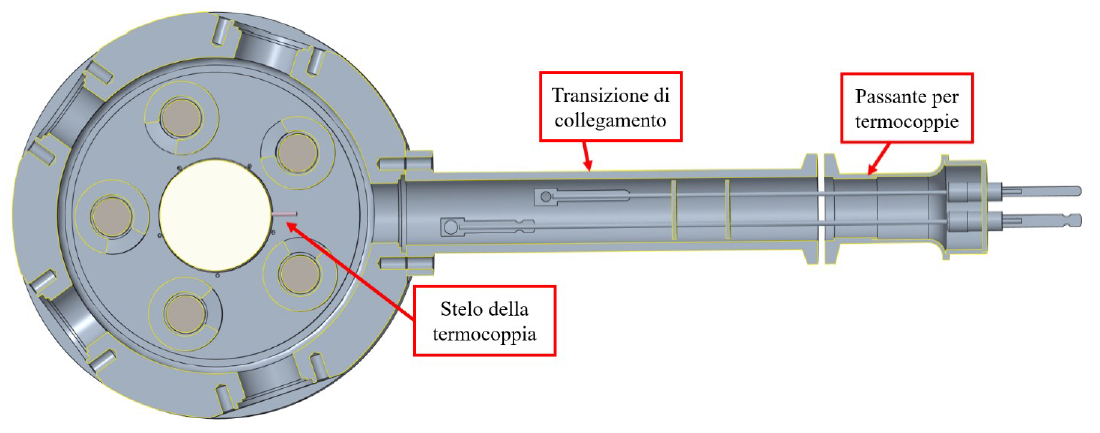 Transizione di
collegamento
Passante per
termocoppie
Stelo della
termocoppia